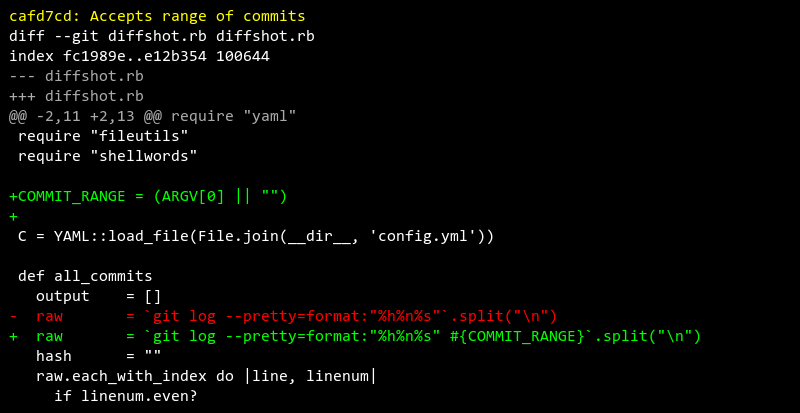 cafd7cd: Accepts range of commits
diff --git diffshot.rb diffshot.rb
index fc1989e..e12b354 100644
--- diffshot.rb
+++ diffshot.rb
@@ -2,11 +2,13 @@ require "yaml"
 require "fileutils"
 require "shellwords"

+COMMIT_RANGE = (ARGV[0] || "")
+
 C = YAML::load_file(File.join(__dir__, 'config.yml'))

 def all_commits
   output    = []
-  raw       = `git log --pretty=format:"%h%n%s"`.split("\n")
+  raw       = `git log --pretty=format:"%h%n%s" #{COMMIT_RANGE}`.split("\n")
   hash      = ""
   raw.each_with_index do |line, linenum|
     if linenum.even?